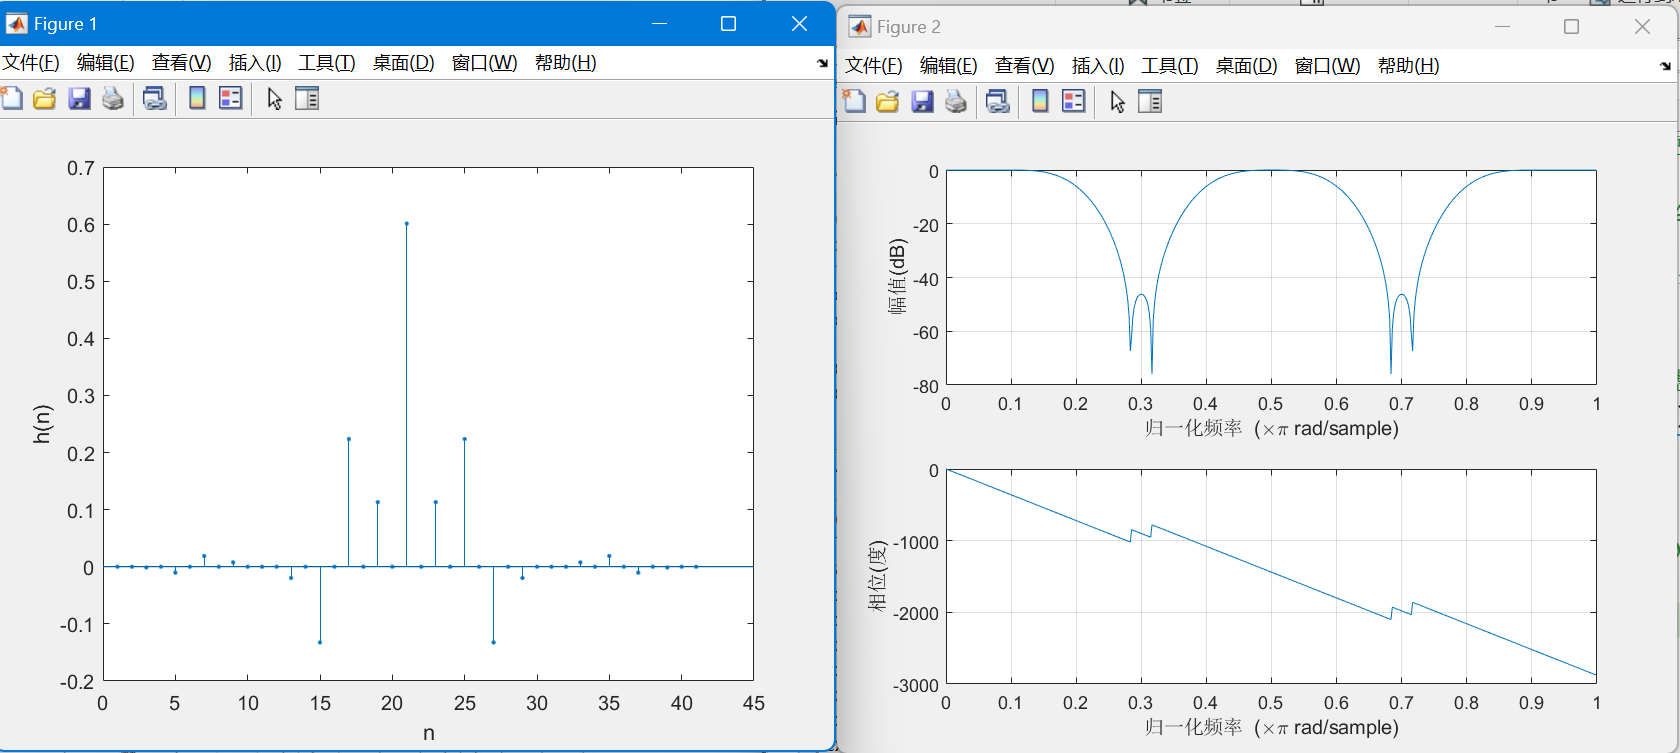 Figure 1
文件(F) 编辑(E) 查看(V) 插入(I) 工具(T) 桌面(D) 窗口(W) 帮助(H)
0.7
0.6
0.5
0.4
0.3
0.2
0.1
0
-0.1
-0.2
h(n)
0 5 10 15 20 25 30 35 40 45
n
Figure 2
文件(F) 编辑(E) 查看(V) 插入(I) 工具(T) 桌面(D) 窗口(W) 帮助(H)
0
-20
-40
-60
-80
幅值(dB)
0 0.1 0.2 0.3 0.4 0.5 0.6 0.7 0.8 0.9 1
归一化频率 (×π rad/sample)
0
-1000
-2000
-3000
相位(度)
0 0.1 0.2 0.3 0.4 0.5 0.6 0.7 0.8 0.9 1
归一化频率 (×π rad/sample)